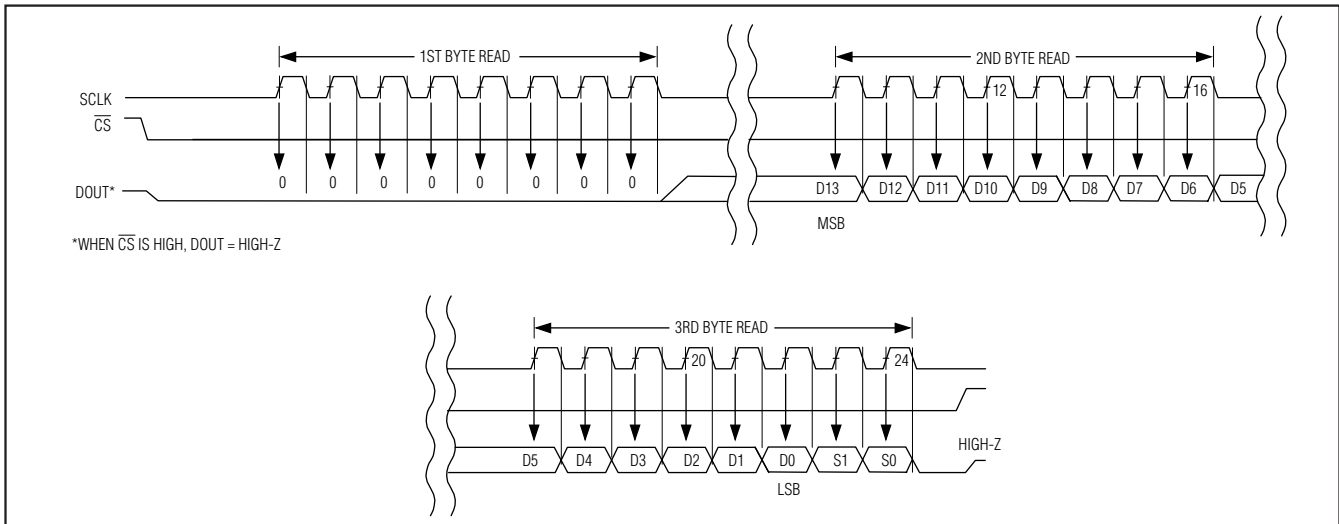 1ST BYTE READ
2ND BYTE READ
SCLK
12
16
CS
0 0 0 0 0 0 0 0
DOUT*
D13 D12 D11 D10 D9 D8 D7 D6 D5
MSB
*WHEN CS IS HIGH, DOUT = HIGH-Z
3RD BYTE READ
20
24
HIGH-Z
D5 D4 D3 D2 D1 D0 S1 S0
LSB